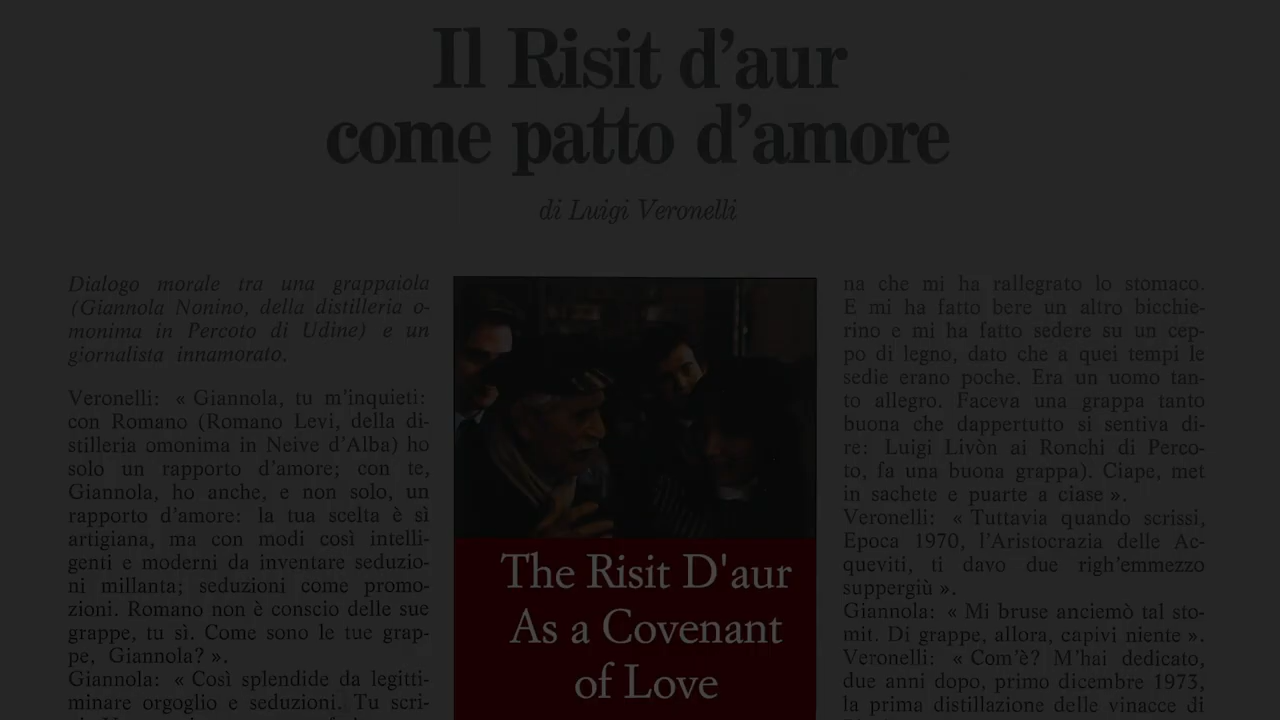 Il Risit d'aur
come patto d'amore
di Luigi Veronelli
Dialogo morale tra una grappaiola
(Giannola Nonino, della distilleria o-
monima in Percoto di Udine) e un
giornalista innamorato.
Veronelli: « Giannola, tu m'inquieti:
con Romano (Romano Levi, della di-
stilleria omonima in Neive d'Alba) ho
solo un rapporto d'amore; con te,
Giannola, ho anche, e non solo, un
rapporto d'amore: la tua scelta è sì
artigiana, ma con modi così intelli-
genti e moderni da inventare seduzio-
ni millanta; seduzioni come promo-
zioni. Romano non è conscio delle sue
grappe, tu sì. Come sono le tue grap-
pe, Giannola? ».
Giannola: « Così splendide da legitti-
minare orgoglio e seduzioni. Tu scri-
The Risit D'aur
As a Covenant
of Love
na che mi ha rallegrato lo stomaco.
E mi ha fatto bere un altro bicchie-
rino e mi ha fatto sedere su un cep-
po di legno, dato che a quei tempi le
sedie erano poche. Era un uomo tan-
to allegro. Faceva una grappa tanto
buona che dappertutto si sentiva di-
re: Luigi Livòn ai Ronchi di Perco-
to, fa una buona grappa). Ciape, met
in sachete e puarte a ciase ».
Veronelli: « Tuttavia quando scrissi,
Epoca 1970, l'Aristocrazia delle Ac-
queviti, ti davo due righ'emmezzo
suppergiù ».
Giannola: « Mi bruse anciemò tal sto-
mit. Di grappe, allora, capivi niente ».
Veronelli: « Com'è? M'hai dedicato,
due anni dopo, primo dicembre 1973,
la prima distillazione delle vinacce di